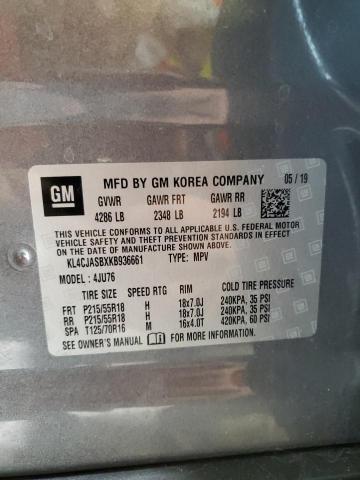 GM
MFD BY GM KOREA COMPANY 05 / 19
GVWR GAWR FRT GAWR RR
4286 LB 2348 LB 2194 LB
THIS VEHICLE CONFORMS TO ALL APPLICABLE U.S. FEDERAL MOTOR
VEHICLE SAFETY AND THEFT PREVENTION STANDARDS IN EFFECT ON
THE DATE OF MANUFACTURE SHOWN ABOVE.
KL4CJASBXKB936661 TYPE: MPV
MODEL: 4JU76
TIRE SIZE SPEED RTG RIM COLD TIRE PRESSURE
FRT P215/55R18 H 18x7.0J 240KPA, 35 PSI
RR P215/55R18 H 18x7.0J 240KPA, 35 PSI
SPA T125/70R16 M 16x4.0T 420KPA, 60 PSI
SEE OWNER'S MANUAL FOR ADDITIONAL INFORMATION.